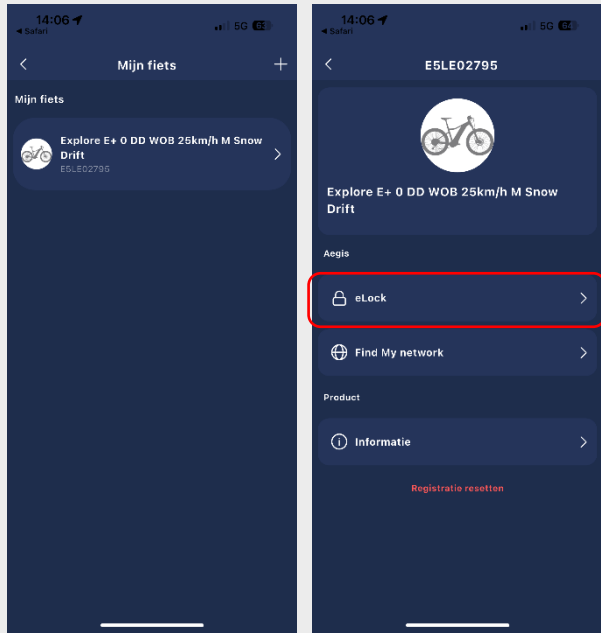 14:06
Safari
5G
Mijn fiets
Mijn fiets
Explore E+ 0 DD WOB 25km/h M Snow
Drift
E5LE02795
14:06
Safari
5G
E5LE02795
Explore E+ 0 DD WOB 25km/h M Snow
Drift
Aegis
eLock
Find My network
Product
Informatie
Registratie resetten